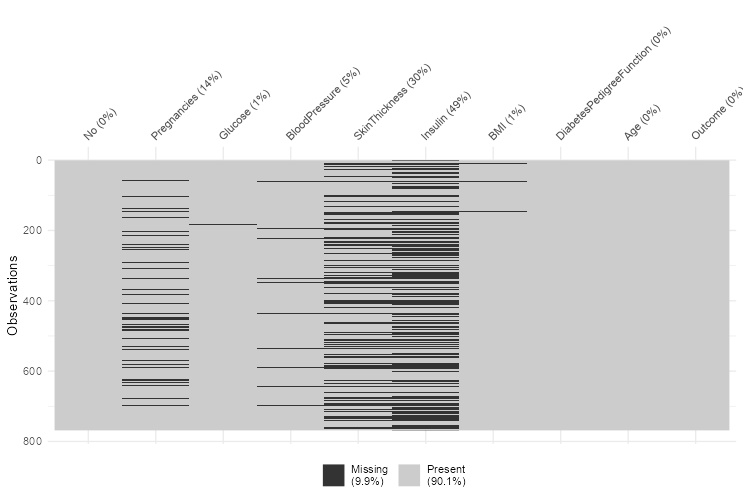 No (0%)
Pregnancies (14%)
Glucose (1%)
BloodPressure (5%)
SkinThickness (30%)
Insulin (49%)
BMI (1%)
DiabetesPedigreeFunction (0%)
Age (0%)
Outcome (0%)
0
200
400
600
800
Observations
Missing
(9.9%)
Present
(90.1%)